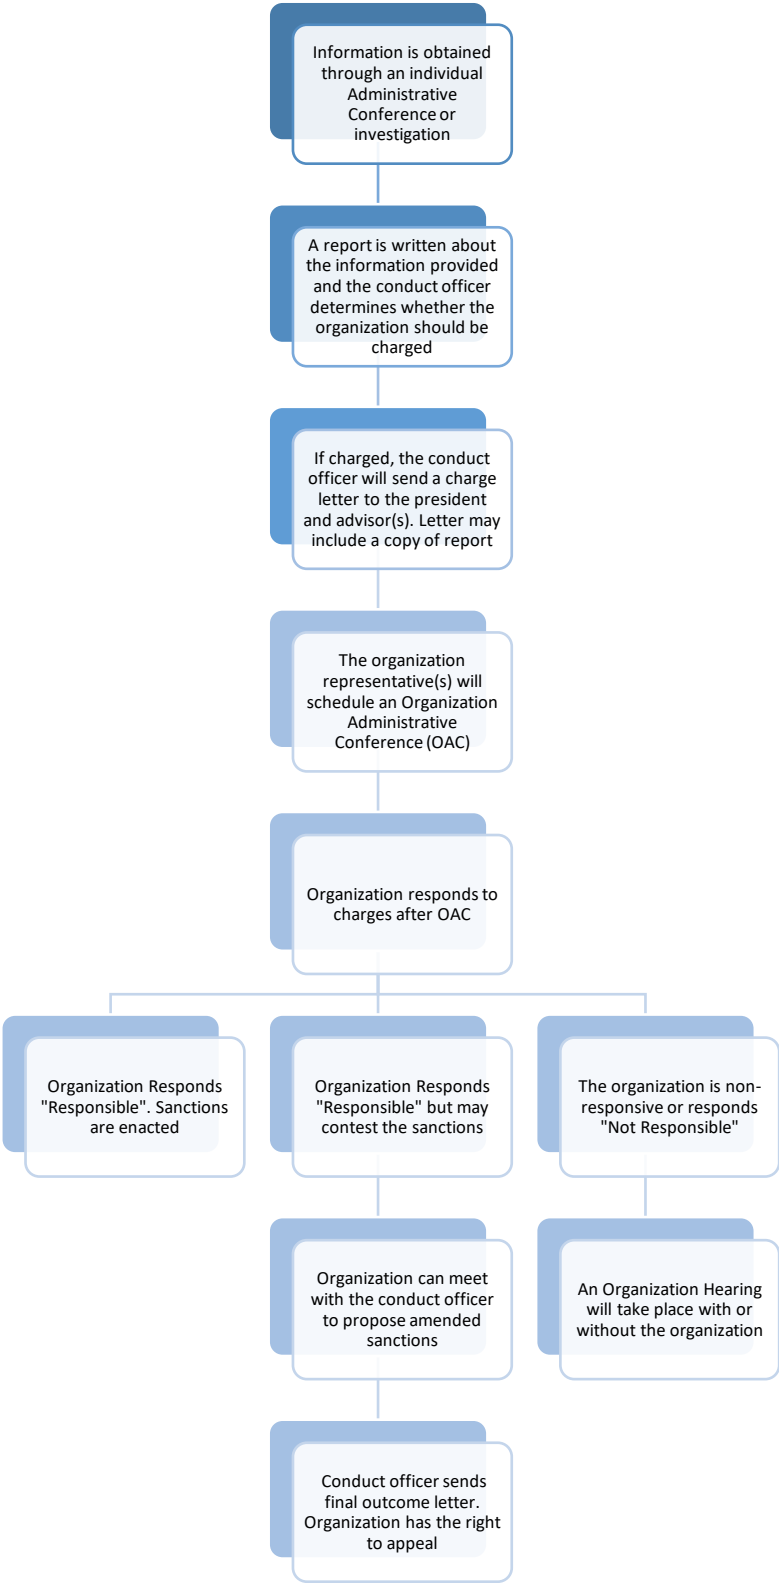 Information is obtained
through an individual
Administrative
Conference or
investigation
A report is written about
the information provided
and the conduct officer
determines whether the
organization should be
charged
If charged, the conduct
officer will send a charge
letter to the president
and advisor(s). Letter may
include a copy of report
The organization
representative(s) will
schedule an Organization
Administrative
Conference (OAC)
Organization responds to
charges after OAC
Organization Responds
"Responsible". Sanctions
are enacted
Organization Responds
"Responsible" but may
contest the sanctions
The organization is non-
responsive or responds
"Not Responsible"
Organization can meet
with the conduct officer
to propose amended
sanctions
An Organization Hearing
will take place with or
without the organization
Conduct officer sends
final outcome letter.
Organization has the right
to appeal